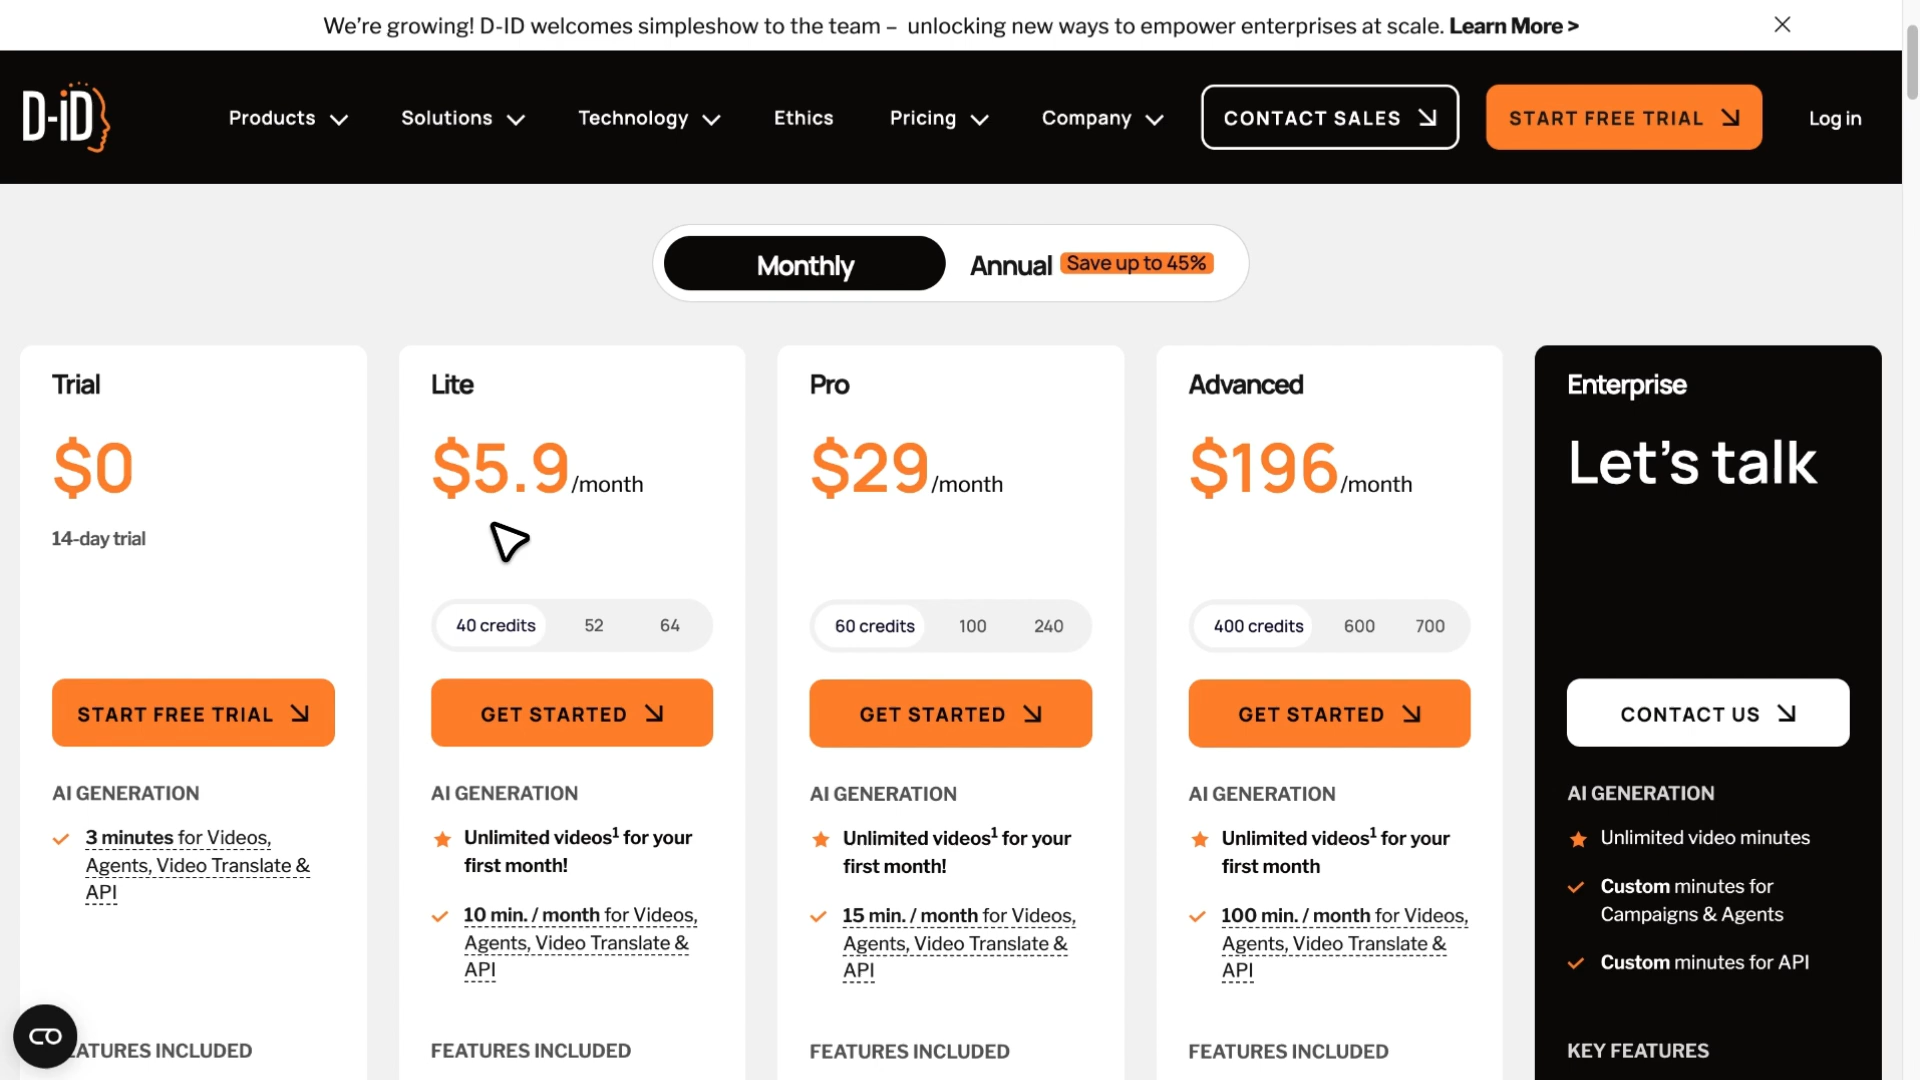 We’re growing! D-ID welcomes simpleshow to the team – unlocking new ways to empower enterprises at scale. Learn More >
D-iD
Products
Solutions
Technology
Ethics
Pricing
Company
CONTACT SALES
START FREE TRIAL
Log in
Monthly
Annual Save up to 45%
Trial
$0
14-day trial
START FREE TRIAL
AI GENERATION
3 minutes for Videos,
Agents, Video Translate &
API
EATURES INCLUDED
Lite
$5.9/month
40 credits 52 64
GET STARTED
AI GENERATION
Unlimited videos¹ for your
first month!
10 min. / month for Videos,
Agents, Video Translate &
API
FEATURES INCLUDED
Pro
$29/month
60 credits 100 240
GET STARTED
AI GENERATION
Unlimited videos¹ for your
first month!
15 min. / month for Videos,
Agents, Video Translate &
API
FEATURES INCLUDED
Advanced
$196/month
400 credits 600 700
GET STARTED
AI GENERATION
Unlimited videos¹ for your
first month
100 min. / month for Videos,
Agents, Video Translate &
API
FEATURES INCLUDED
Enterprise
Let’s talk
CONTACT US
AI GENERATION
Unlimited video minutes
Custom minutes for
Campaigns & Agents
Custom minutes for API
KEY FEATURES